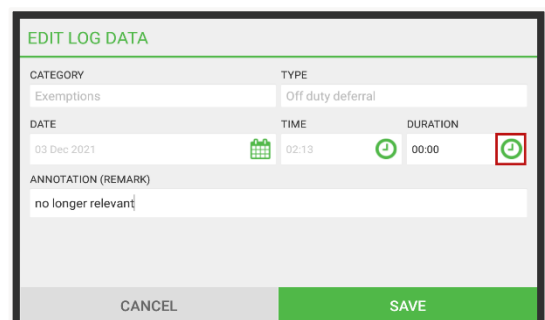 EDIT LOG DATA
CATEGORY TYPE
Exemptions Off duty deferral
DATE TIME DURATION
03 Dec 2021 02:13 00:00
ANNOTATION (REMARK)
no longer relevant
CANCEL SAVE